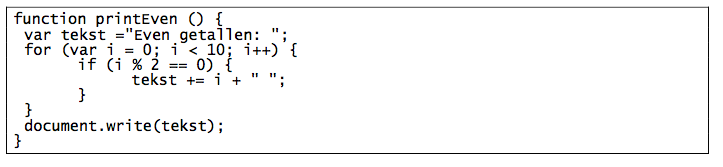 function printEven () {
 var tekst ="Even getallen: ";
 for (var i = 0; i < 10; i++) {
       if (i % 2 == 0) {
             tekst += i + " ";
       }
 }
 document.write(tekst);
}